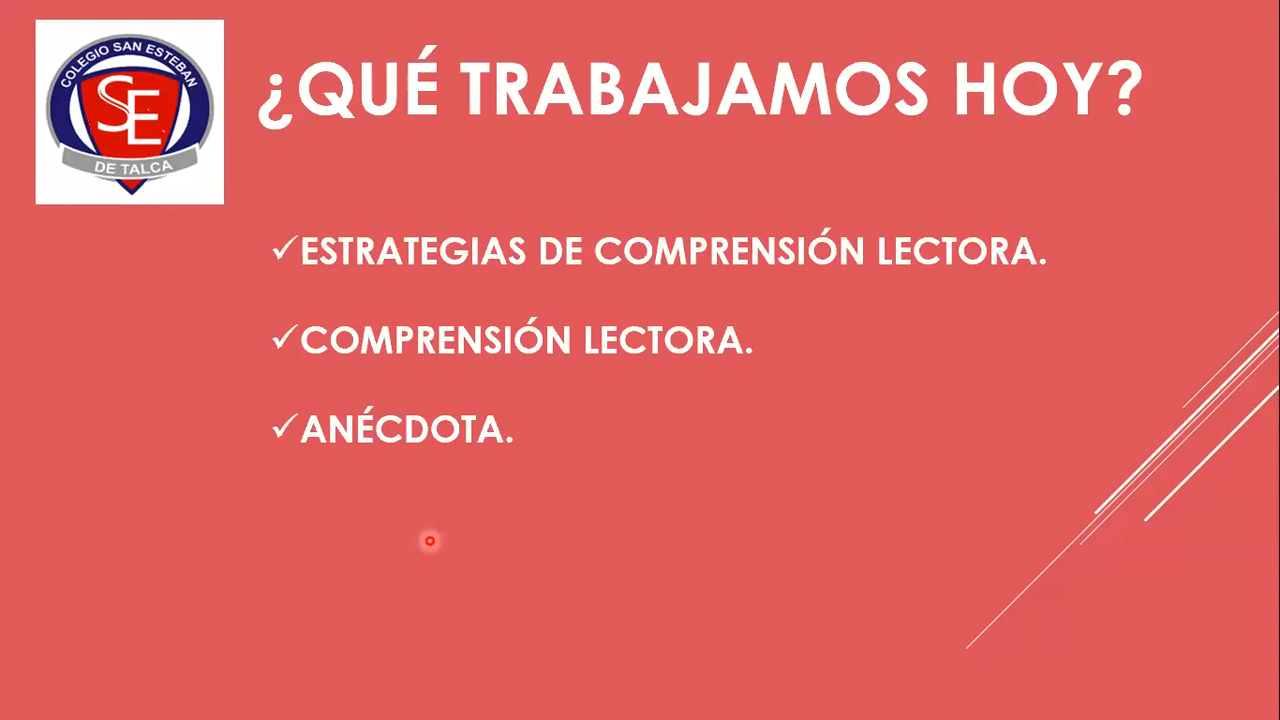 COLEGIO SAN ESTEBAN
SE
DE TALCA
¿QUÉ TRABAJAMOS HOY?
✓ESTRATEGIAS DE COMPRENSIÓN LECTORA.
✓COMPRENSIÓN LECTORA.
✓ANÉCDOTA.